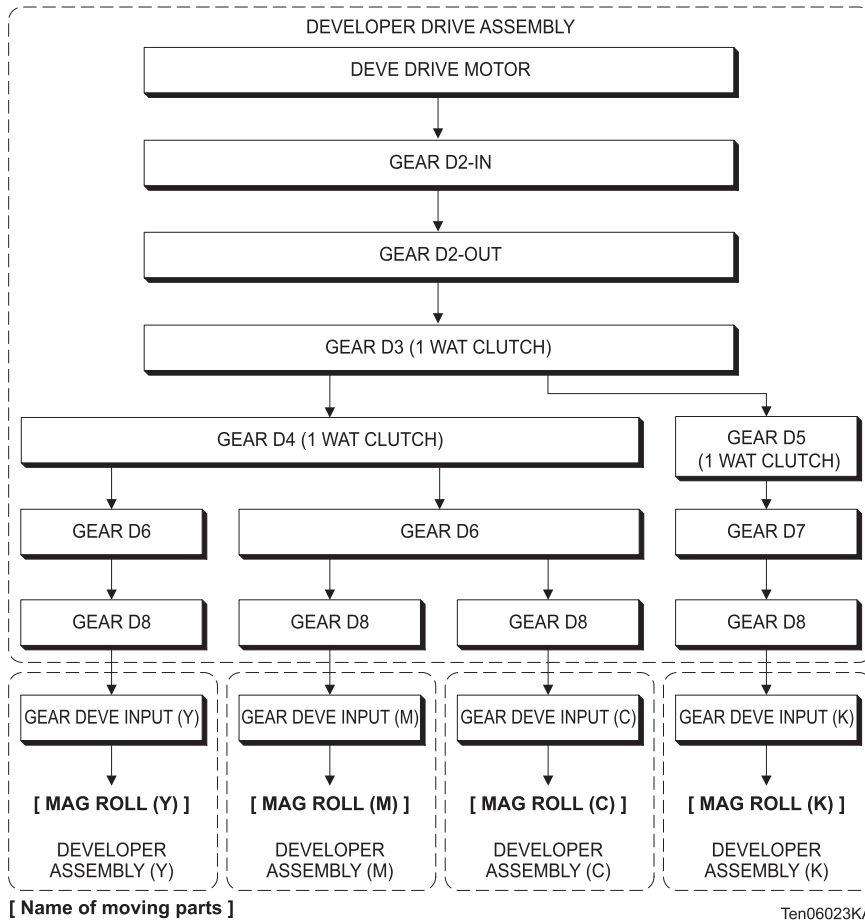 DEVELOPER DRIVE ASSEMBLY
DEVE DRIVE MOTOR
GEAR D2-IN
GEAR D2-OUT
GEAR D3 (1 WAT CLUTCH)
GEAR D4 (1 WAT CLUTCH)
GEAR D5
(1 WAT CLUTCH)
GEAR D6
GEAR D6
GEAR D7
GEAR D8
GEAR D8
GEAR D8
GEAR D8
GEAR DEVE INPUT (Y)
GEAR DEVE INPUT (M)
GEAR DEVE INPUT (C)
GEAR DEVE INPUT (K)
[ MAG ROLL (Y) ]
[ MAG ROLL (M) ]
[ MAG ROLL (C) ]
[ MAG ROLL (K) ]
DEVELOPER
ASSEMBLY (Y)
DEVELOPER
ASSEMBLY (M)
DEVELOPER
ASSEMBLY (C)
DEVELOPER
ASSEMBLY (K)
[ Name of moving parts ]
Ten06023KA